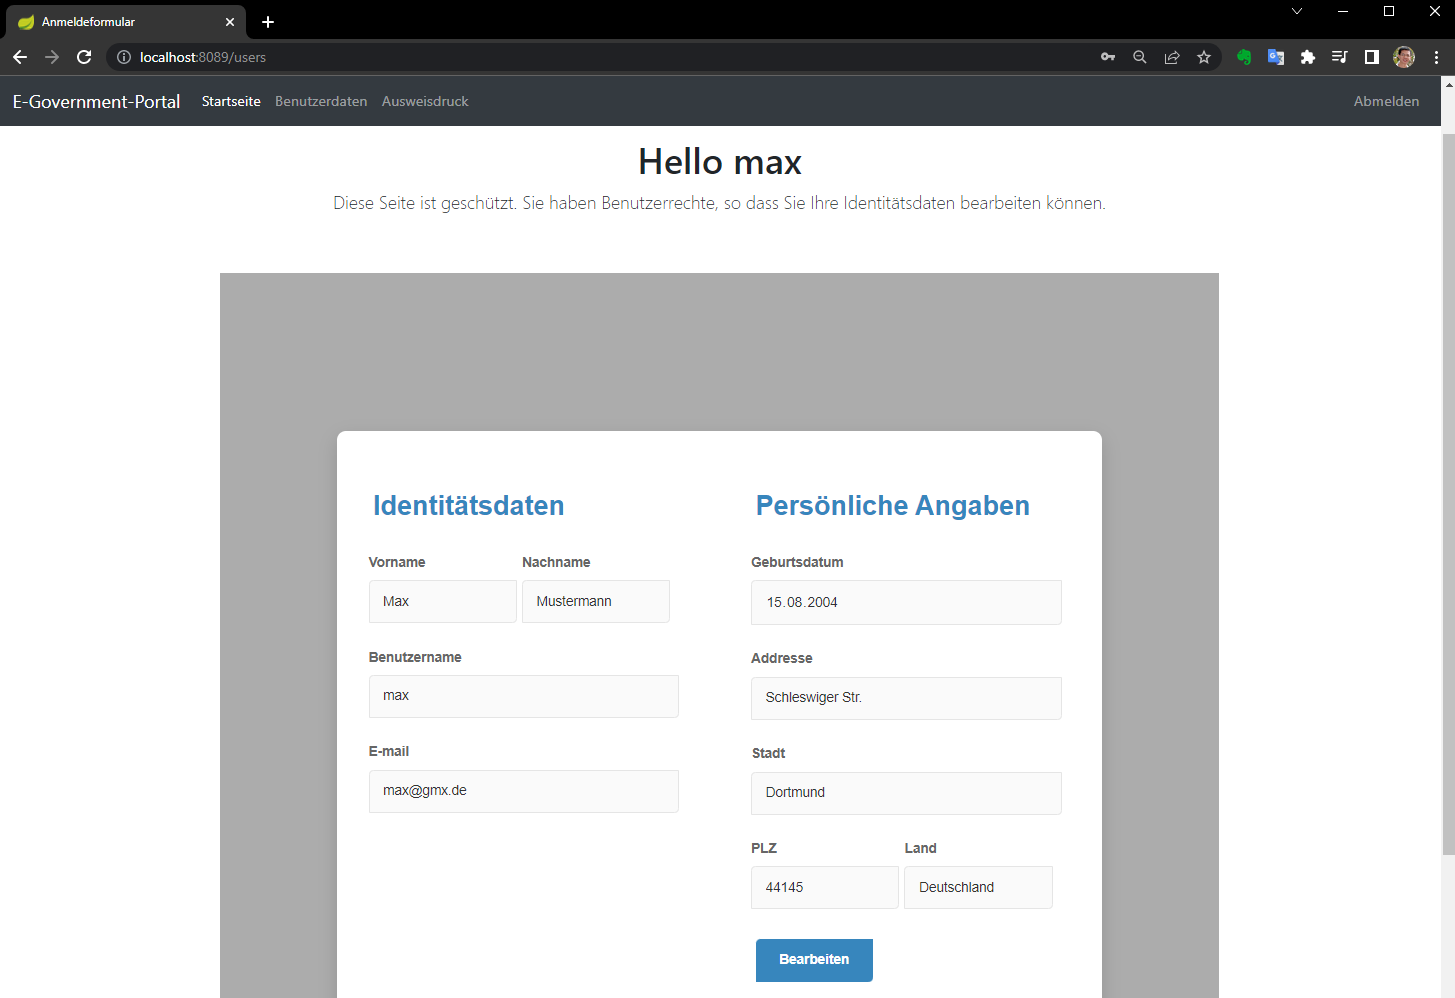 Anmeldeformular
localhost:8089/users
E-Government-Portal Startseite Benutzerdaten Ausweisdruck Abmelden
Hello max
Diese Seite ist geschützt. Sie haben Benutzerrechte, so dass Sie Ihre Identitätsdaten bearbeiten können.
Identitätsdaten
Vorname Nachname
Max Mustermann
Benutzername
max
E-mail
max@gmx.de
Persönliche Angaben
Geburtsdatum
15.08.2004
Addresse
Schleswiger Str.
Stadt
Dortmund
PLZ Land
44145 Deutschland
Bearbeiten